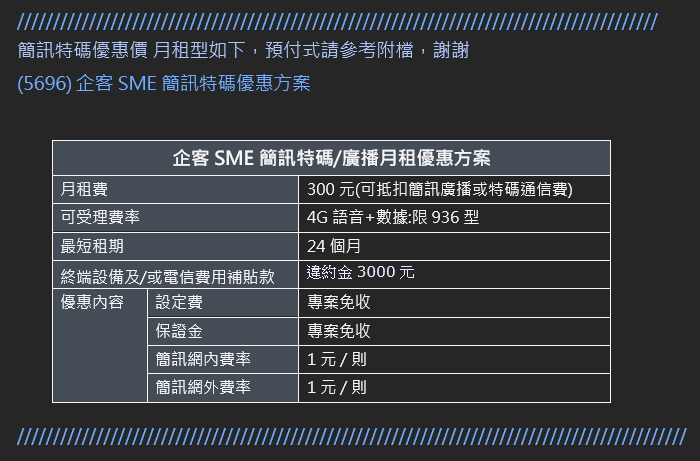 //////////////////////////////////////////////////////////////////////////////////////////
簡訊特碼優惠價 月租型如下，預付式請參考附檔，謝謝
(5696) 企客 SME 簡訊特碼優惠方案
企客 SME 簡訊特碼/廣播月租優惠方案
月租費 300 元(可抵扣簡訊廣播或特碼通信費)
可受理費率 4G 語音+數據:限 936 型
最短租期 24 個月
終端設備及/或電信費用補貼款 違約金 3000 元
優惠內容 設定費 專案免收
保證金 專案免收
簡訊網內費率 1 元 / 則
簡訊網外費率 1 元 / 則
//////////////////////////////////////////////////////////////////////////////////////////////